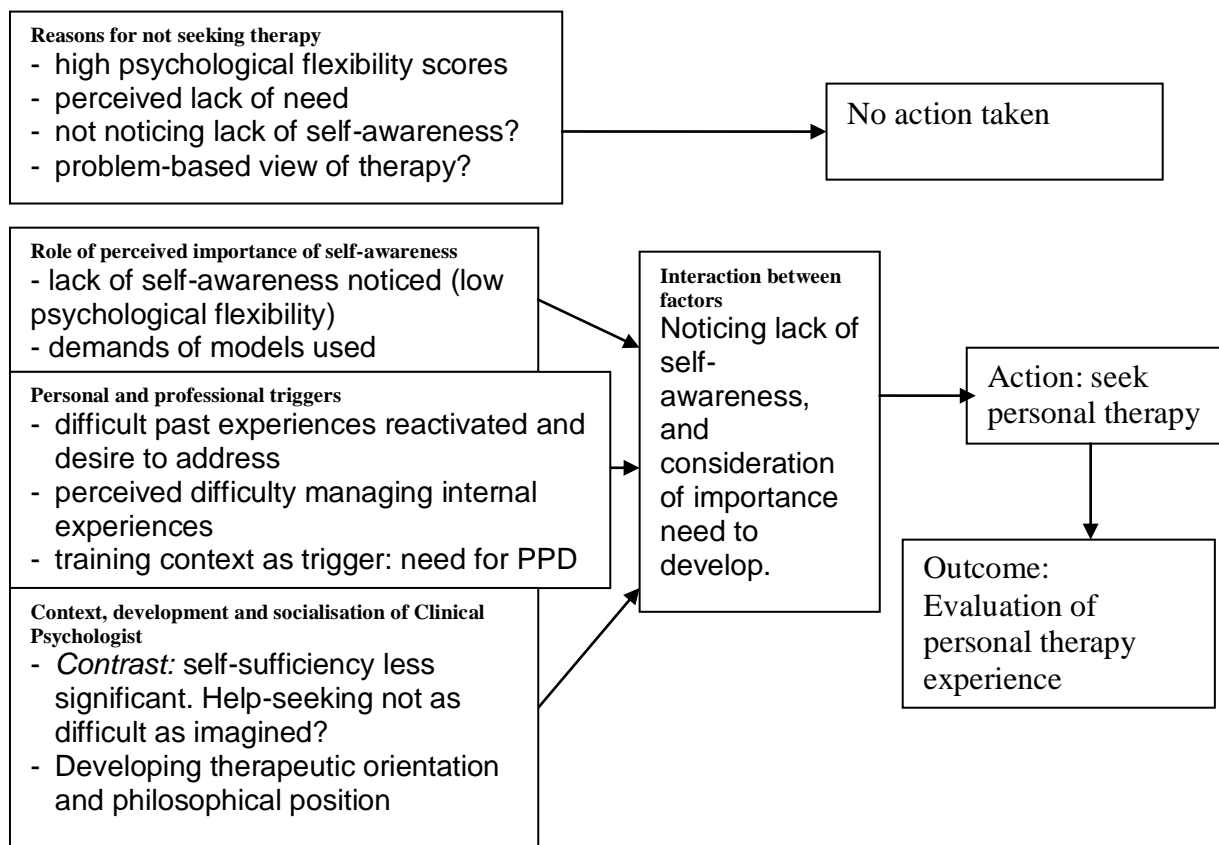 Reasons for not seeking therapy
- high psychological flexibility scores
- perceived lack of need
- not noticing lack of self-awareness?
- problem-based view of therapy?
No action taken
Role of perceived importance of self-awareness
- lack of self-awareness noticed (low
psychological flexibility)
- demands of models used
Personal and professional triggers
- difficult past experiences reactivated and
desire to address
- perceived difficulty managing internal
experiences
- training context as trigger: need for PPD
Context, development and socialisation of Clinical
Psychologist
- Contrast: self-sufficiency less
significant. Help-seeking not as
difficult as imagined?
- Developing therapeutic orientation
and philosophical position
Interaction between
factors
Noticing lack of
self-
awareness,
and
consideration
of importance
need to
develop.
Action: seek
personal therapy
Outcome:
Evaluation of
personal therapy
experience